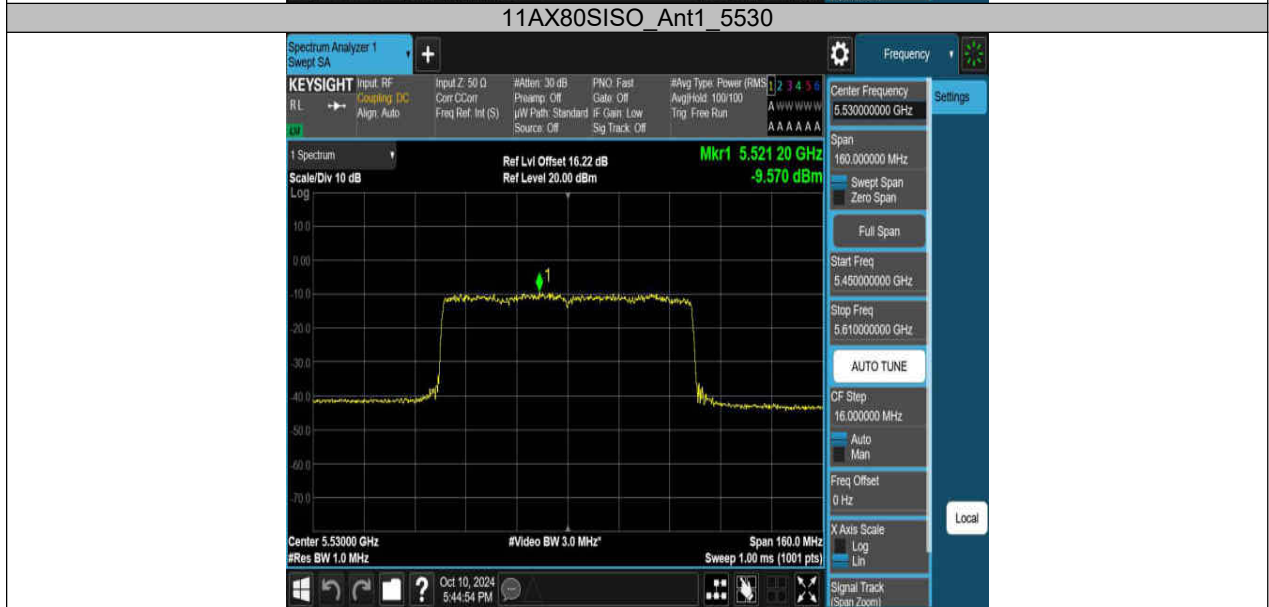 11AX80SISO_Ant1_5530
Spectrum Analyzer 1
Swept SA
+
Frequency
KEYSIGHT
RL
LXI
Input: RF
Coupling: DC
Align: Auto
Input Z: 50 Ω
Corr CCorr
Freq Ref: Int (S)
#Atten: 30 dB
Preamp: Off
µW Path: Standard
Source: Off
PNO: Fast
Gate: Off
IF Gain: Low
Sig Track: Off
#Avg Type: Power (RMS
Avg|Hold: 100/100
Trig: Free Run
1 2 3 4 5 6
A W W W W W
A A A A A A
1 Spectrum
Scale/Div 10 dB
Log
Ref Lvl Offset 16.22 dB
Ref Level 20.00 dBm
Mkr1 5.521 20 GHz
-9.570 dBm
10.0
0.00
-10.0
-20.0
-30.0
-40.0
-50.0
-60.0
-70.0
1
Center 5.53000 GHz
#Res BW 1.0 MHz
#Video BW 3.0 MHz*
Span 160.0 MHz
Sweep 1.00 ms (1001 pts)
?
Oct 10, 2024
5:44:54 PM
Center Frequency
5.530000000 GHz
Settings
Span
160.000000 MHz
Swept Span
Zero Span
Full Span
Start Freq
5.450000000 GHz
Stop Freq
5.610000000 GHz
AUTO TUNE
CF Step
16.000000 MHz
Auto
Man
Freq Offset
0 Hz
X Axis Scale
Log
Lin
Local
Signal Track
(Span Zoom)